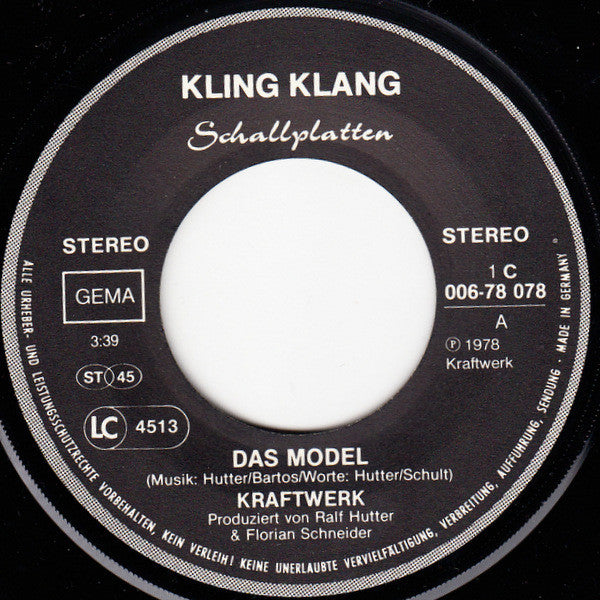 KLING KLANG
Schallplatten
STEREO
GEMA
3:39
ST 45
LC 4513
STEREO
1 C
006-78 078
A
℗ 1978
Kraftwerk
DAS MODEL
(Musik: Hutter/Bartos/Worte: Hutter/Schult)
KRAFTWERK
Produziert von Ralf Hutter
& Florian Schneider
ALLE URHEBER- UND LEISTUNGSSCHUTZRECHTE VORBEHALTEN, KEIN VERLEIH! KEINE UNERLAUBTE VERVIELFÄLTIGUNG, VERBREITUNG, AUFFÜHRUNG, SENDUNG · MADE IN GERMANY